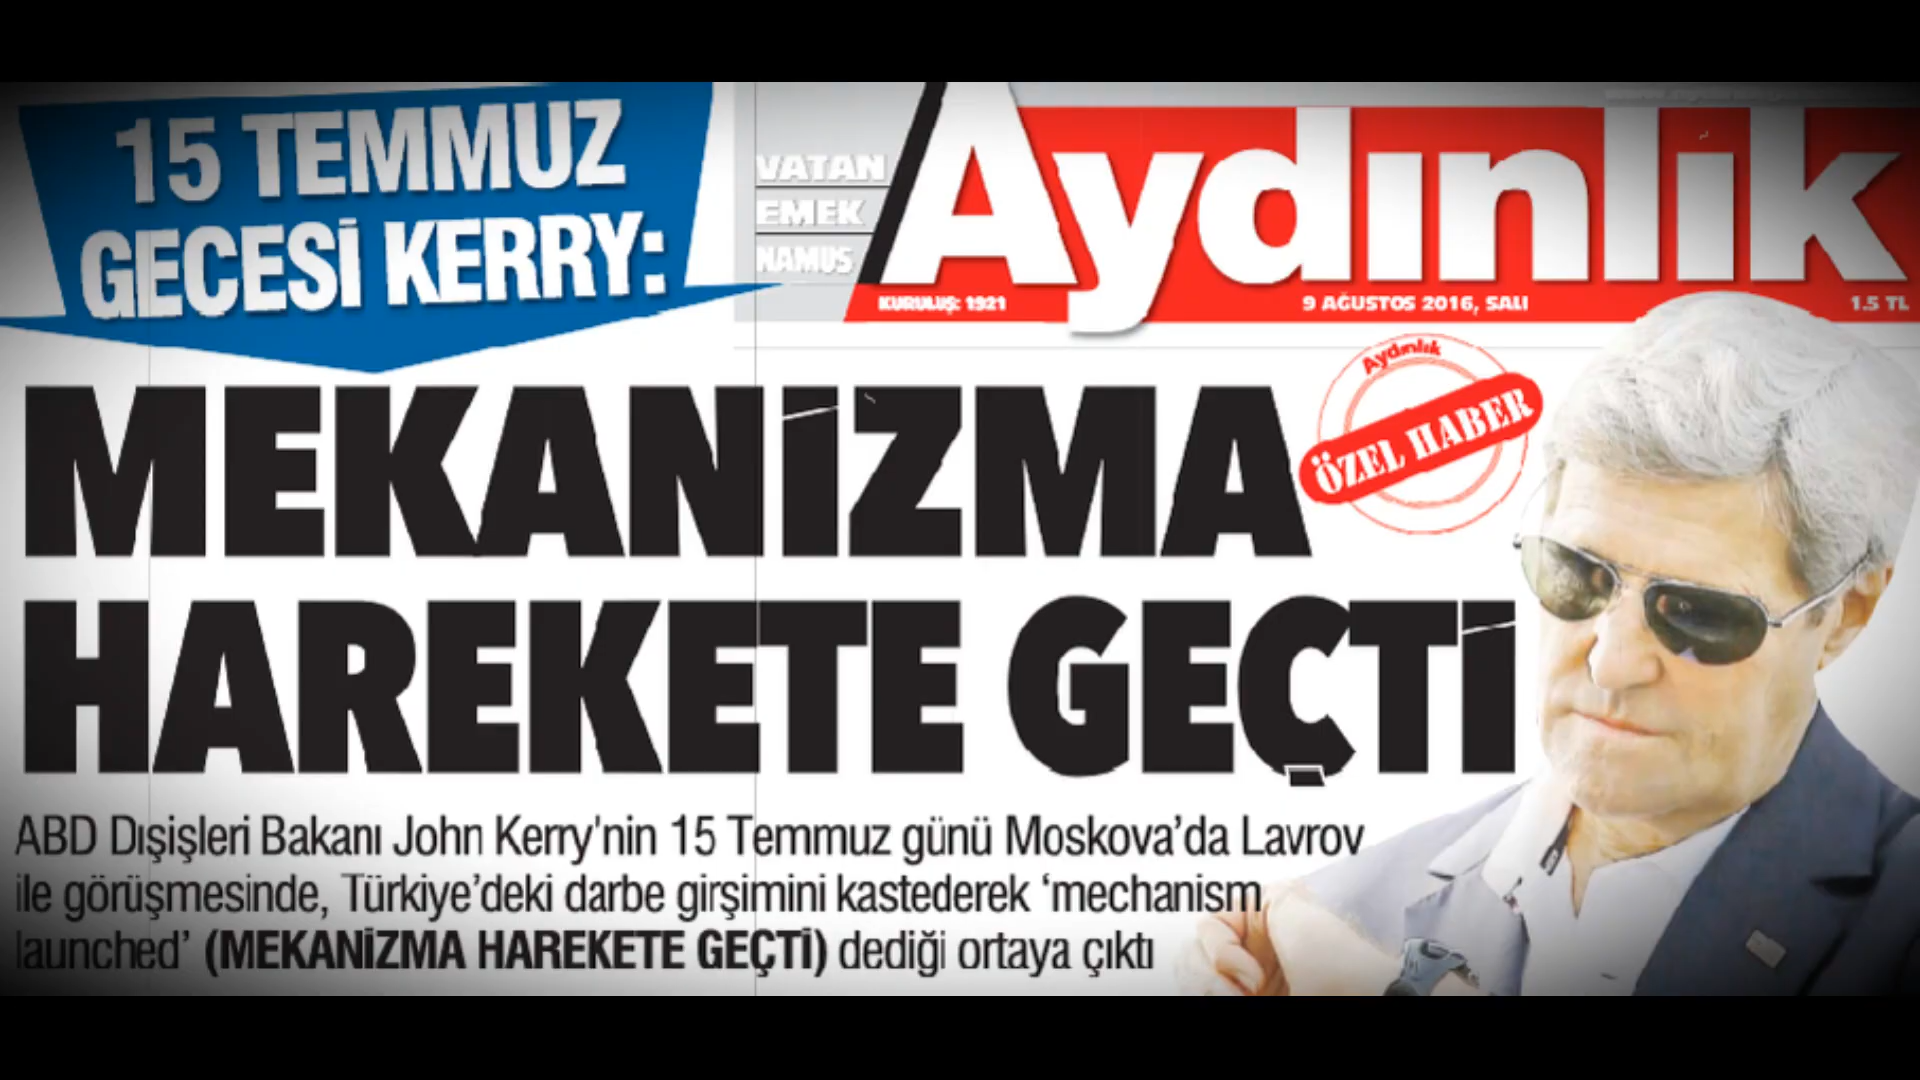 15 TEMMUZ
GECESİ KERRY:
VATAN
EMEK
NAMUS
Aydınlık
KURULUŞ: 1921
9 AĞUSTOS 2016, SALI
1.5 TL
MEKANİZMA
HAREKETE GEÇTİ
Aydınlık
ÖZEL HABER
ABD Dışişleri Bakanı John Kerry'nin 15 Temmuz günü Moskova’da Lavrov
ile görüşmesinde, Türkiye’deki darbe girşimini kastederek ‘mechanism
launched’ (MEKANİZMA HAREKETE GEÇTİ) dediği ortaya çıktı